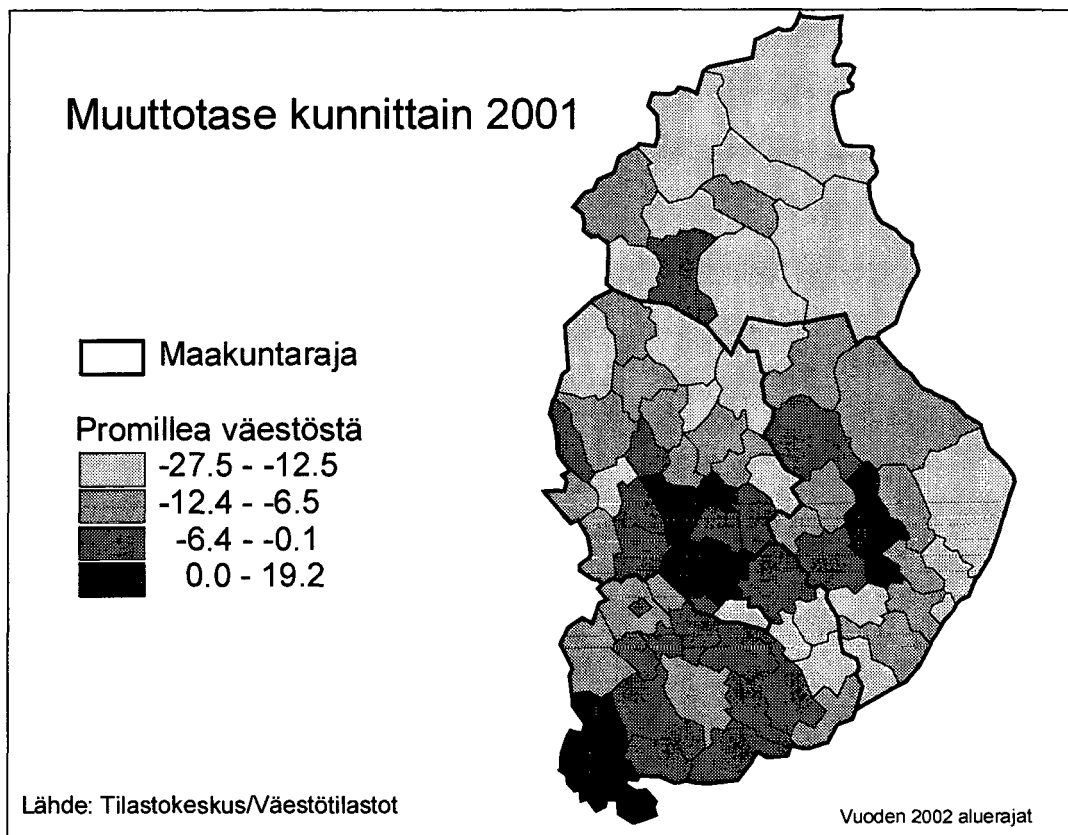 Muuttotase kunnittain 2001
Maakuntaraja
Promillea väestöstä
-27.5 - -12.5
-12.4 - -6.5
-6.4 - -0.1
0.0 - 19.2
Lähde: Tilastokeskus/Väestötilastot
Vuoden 2002 aluerajat